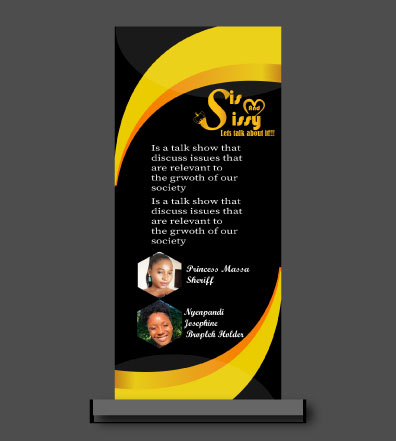 Sis
And
Sissy
Lets talk about it!!!
Is a talk show that
discuss issues that
are relevant to
the grwoth of our
society
Is a talk show that
discuss issues that
are relevant to
the grwoth of our
society
Princess Massa
Sheriff
Nyenpandi
Josephine
Broplek Holder